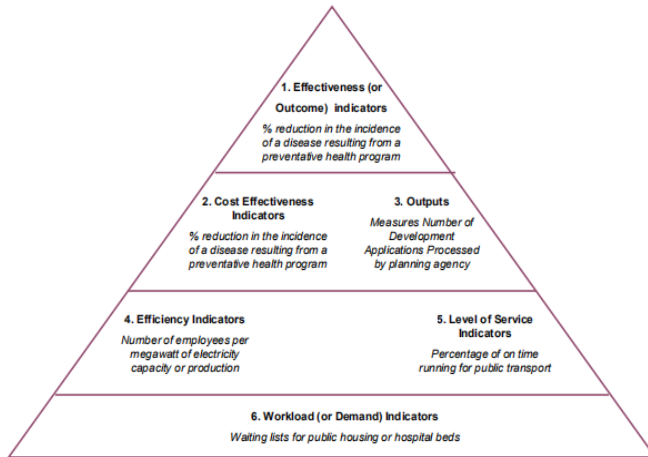 1. Effectiveness (or
Outcome) indicators
% reduction in the incidence
of a disease resulting from a
preventative health program
2. Cost Effectiveness
Indicators
% reduction in the incidence
of a disease resulting from a
preventative health program
3. Outputs
Measures Number of
Development
Applications Processed
by planning agency
4. Efficiency Indicators
Number of employees per
megawatt of electricity
capacity or production
5. Level of Service
Indicators
Percentage of on time
running for public transport
6. Workload (or Demand) Indicators
Waiting lists for public housing or hospital beds